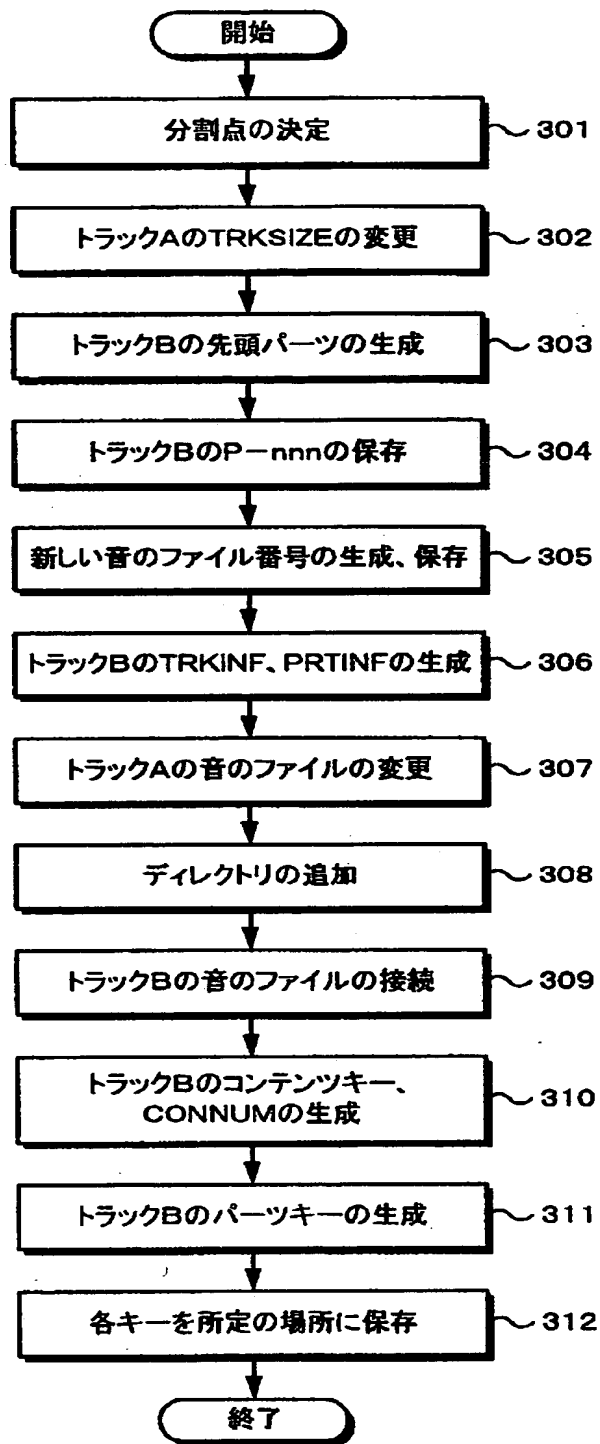 開始
分割点の決定
301
トラックAのTRKSIZEの変更
302
トラックBの先頭パーツの生成
303
トラックBのP-nnnの保存
304
新しい音のファイル番号の生成、保存
305
トラックBのTRKINF、PRTINFの生成
306
トラックAの音のファイルの変更
307
ディレクトリの追加
308
トラックBの音のファイルの接続
309
トラックBのコンテンツキー、
CONNUMの生成
310
トラックBのパーツキーの生成
311
各キーを所定の場所に保存
312
終了